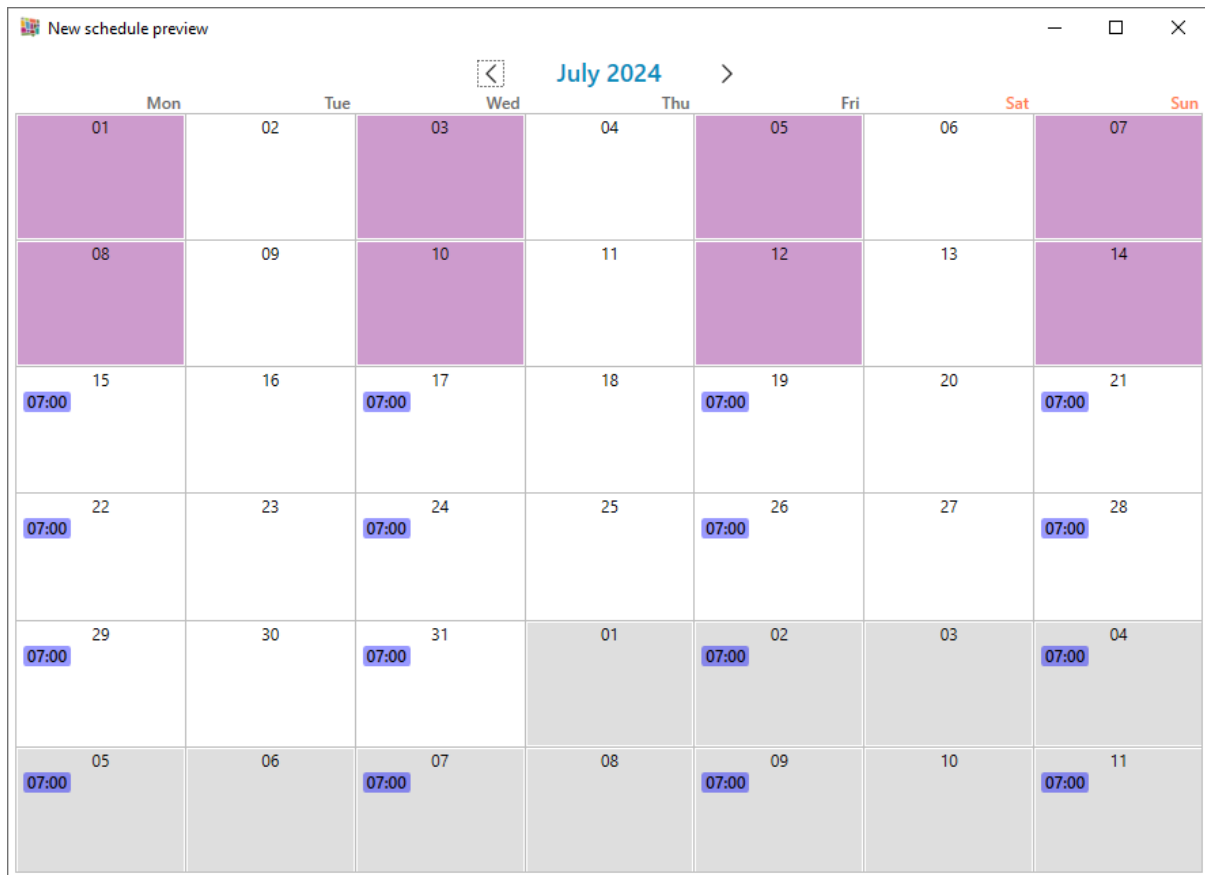 New schedule preview
July 2024
Mon Tue Wed Thu Fri Sat Sun
01 02 03 04 05 06 07
08 09 10 11 12 13 14
15 16 17 18 19 20 21
07:00 07:00 07:00 07:00
22 23 24 25 26 27 28
07:00 07:00 07:00 07:00
29 30 31 01 02 03 04
07:00 07:00 07:00 07:00
05 06 07 08 09 10 11
07:00 07:00 07:00 07:00